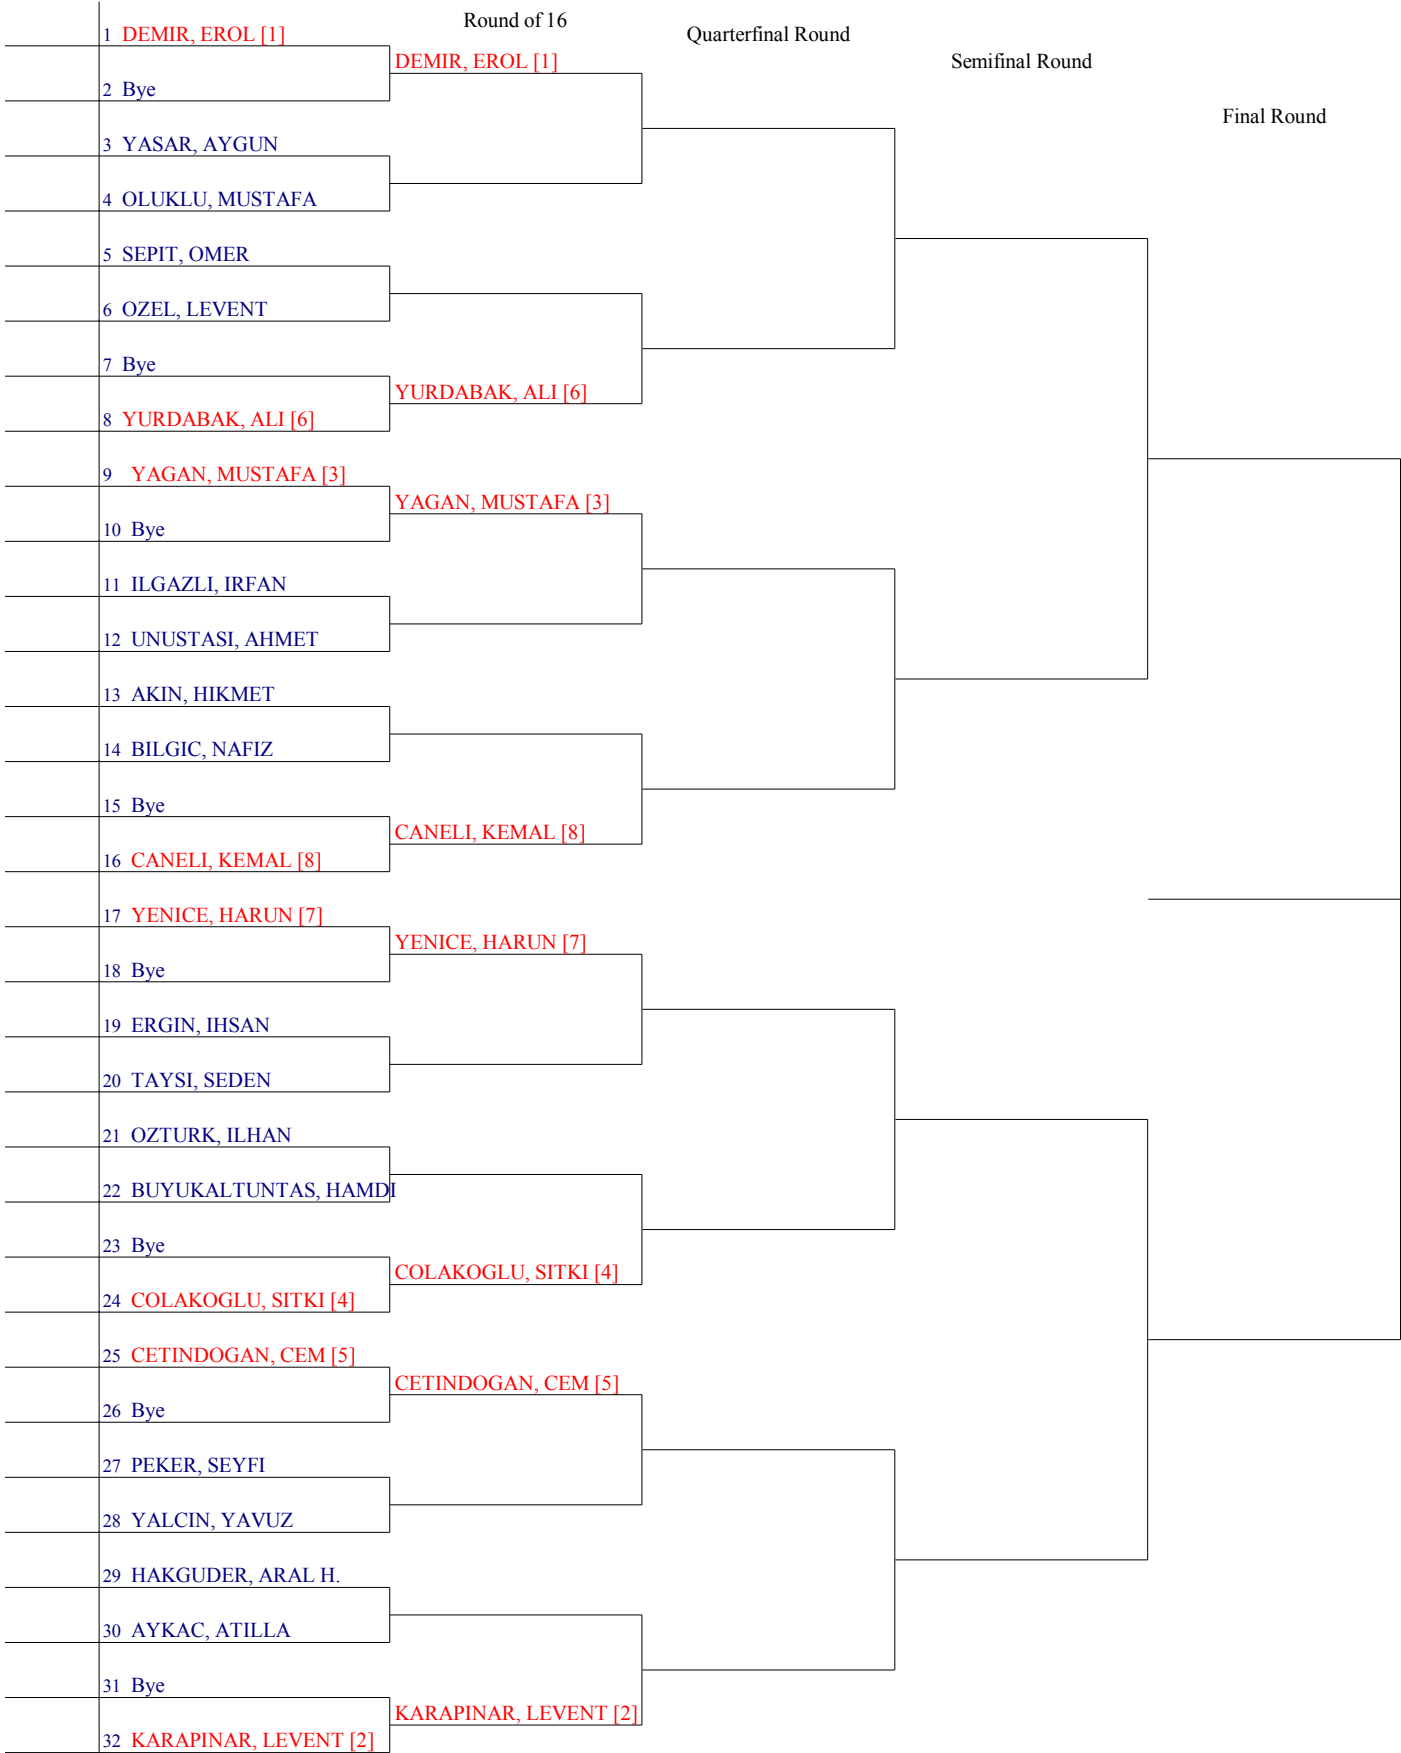 Round of 16
Quarterfinal Round
Semifinal Round
Final Round
1 DEMIR, EROL [1]
DEMIR, EROL [1]
2 Bye
3 YASAR, AYGUN
4 OLUKLU, MUSTAFA
5 SEPIT, OMER
6 OZEL, LEVENT
7 Bye
YURDABAK, ALI [6]
8 YURDABAK, ALI [6]
9 YAGAN, MUSTAFA [3]
YAGAN, MUSTAFA [3]
10 Bye
11 ILGAZLI, IRFAN
12 UNUSTASI, AHMET
13 AKIN, HIKMET
14 BILGIC, NAFIZ
15 Bye
CANELI, KEMAL [8]
16 CANELI, KEMAL [8]
17 YENICE, HARUN [7]
YENICE, HARUN [7]
18 Bye
19 ERGIN, IHSAN
20 TAYSI, SEDEN
21 OZTURK, ILHAN
22 BUYUKALTUNTAS, HAMDI
23 Bye
COLAKOGLU, SITKI [4]
24 COLAKOGLU, SITKI [4]
25 CETINDOGAN, CEM [5]
CETINDOGAN, CEM [5]
26 Bye
27 PEKER, SEYFI
28 YALCIN, YAVUZ
29 HAKGUDER, ARAL H.
30 AYKAC, ATILLA
31 Bye
KARAPINAR, LEVENT [2]
32 KARAPINAR, LEVENT [2]